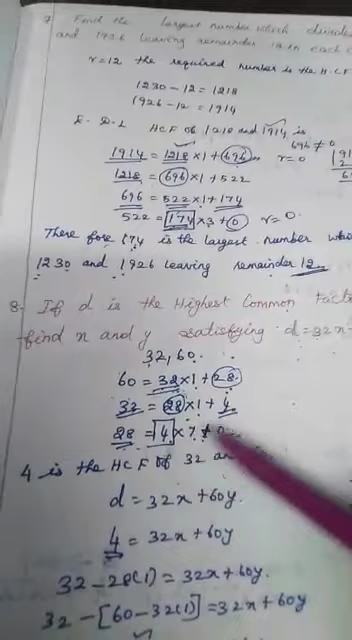 7 Find the largest number which divides
and 1926 leaving remainder 12 in each c
r=12 the required number is the H.C.F
1230-12=1218
1926-12=1914
E.D.L HCF of 1218 and 1914 is
1914 = 1218×1+696 696≠0
1218 = 696×1+522 r=0
696 = 522×1+174
522 = 174×3+0 r=0
There fore 174 is the largest number whi
1230 and 1926 leaving remainder 12
8. If d is the Highest Common Facto
find x and y satisfying d=32x
32,60.
60 = 32×1+28
32 = 28×1+4
28 = 4×7+0
4 is the HCF of 32 an
d=32x+60y.
4=32x+60y
32-28(1)=32x+60y.
32-[60-32(1)]=32x+60y